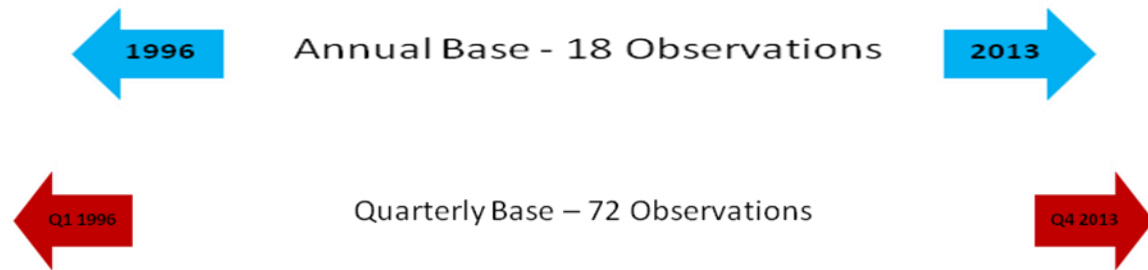 1996 Annual Base - 18 Observations 2013
Q1 1996 Quarterly Base – 72 Observations Q4 2013